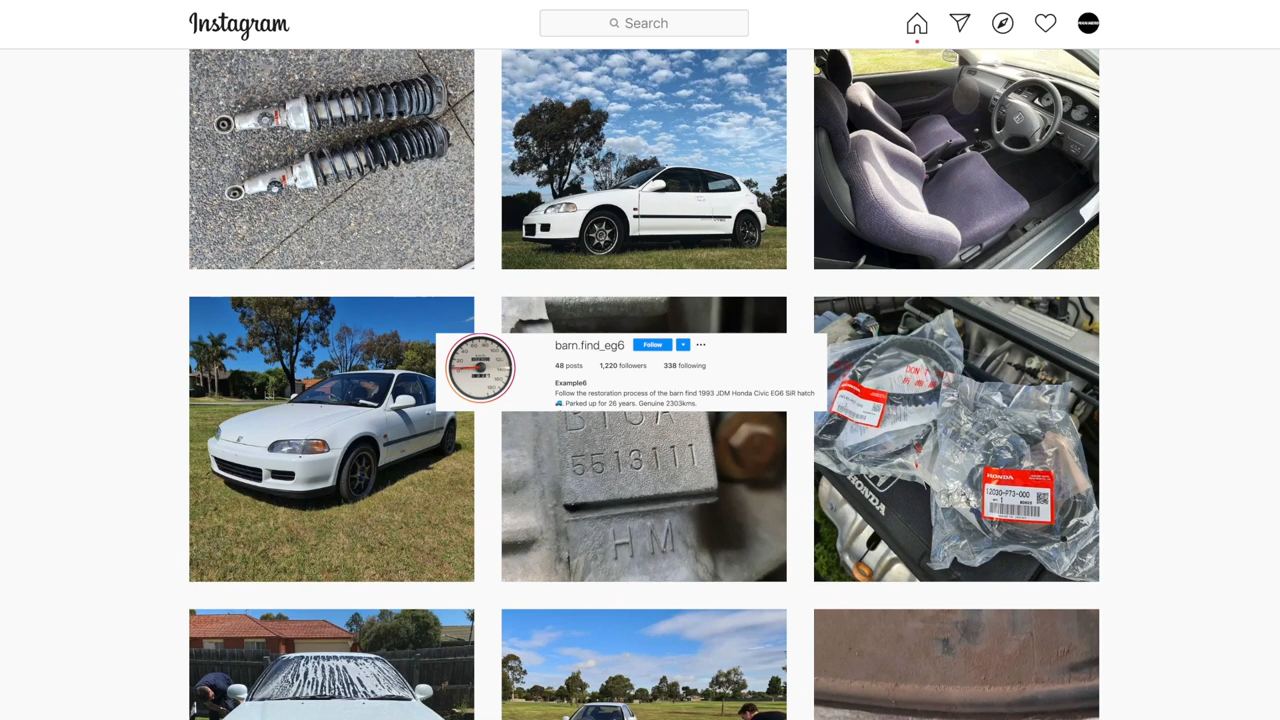 Instagram
Search
barn.find_eg6
Follow
48 posts
1,220 followers
338 following
Example6
Follow the restoration process of the barn find 1993 JDM Honda Civic EG6 SiR hatch
🚙. Parked up for 26 years. Genuine 2303kms.
B16A
5513111
HM
HONDA
12030-P73-000
HONDA